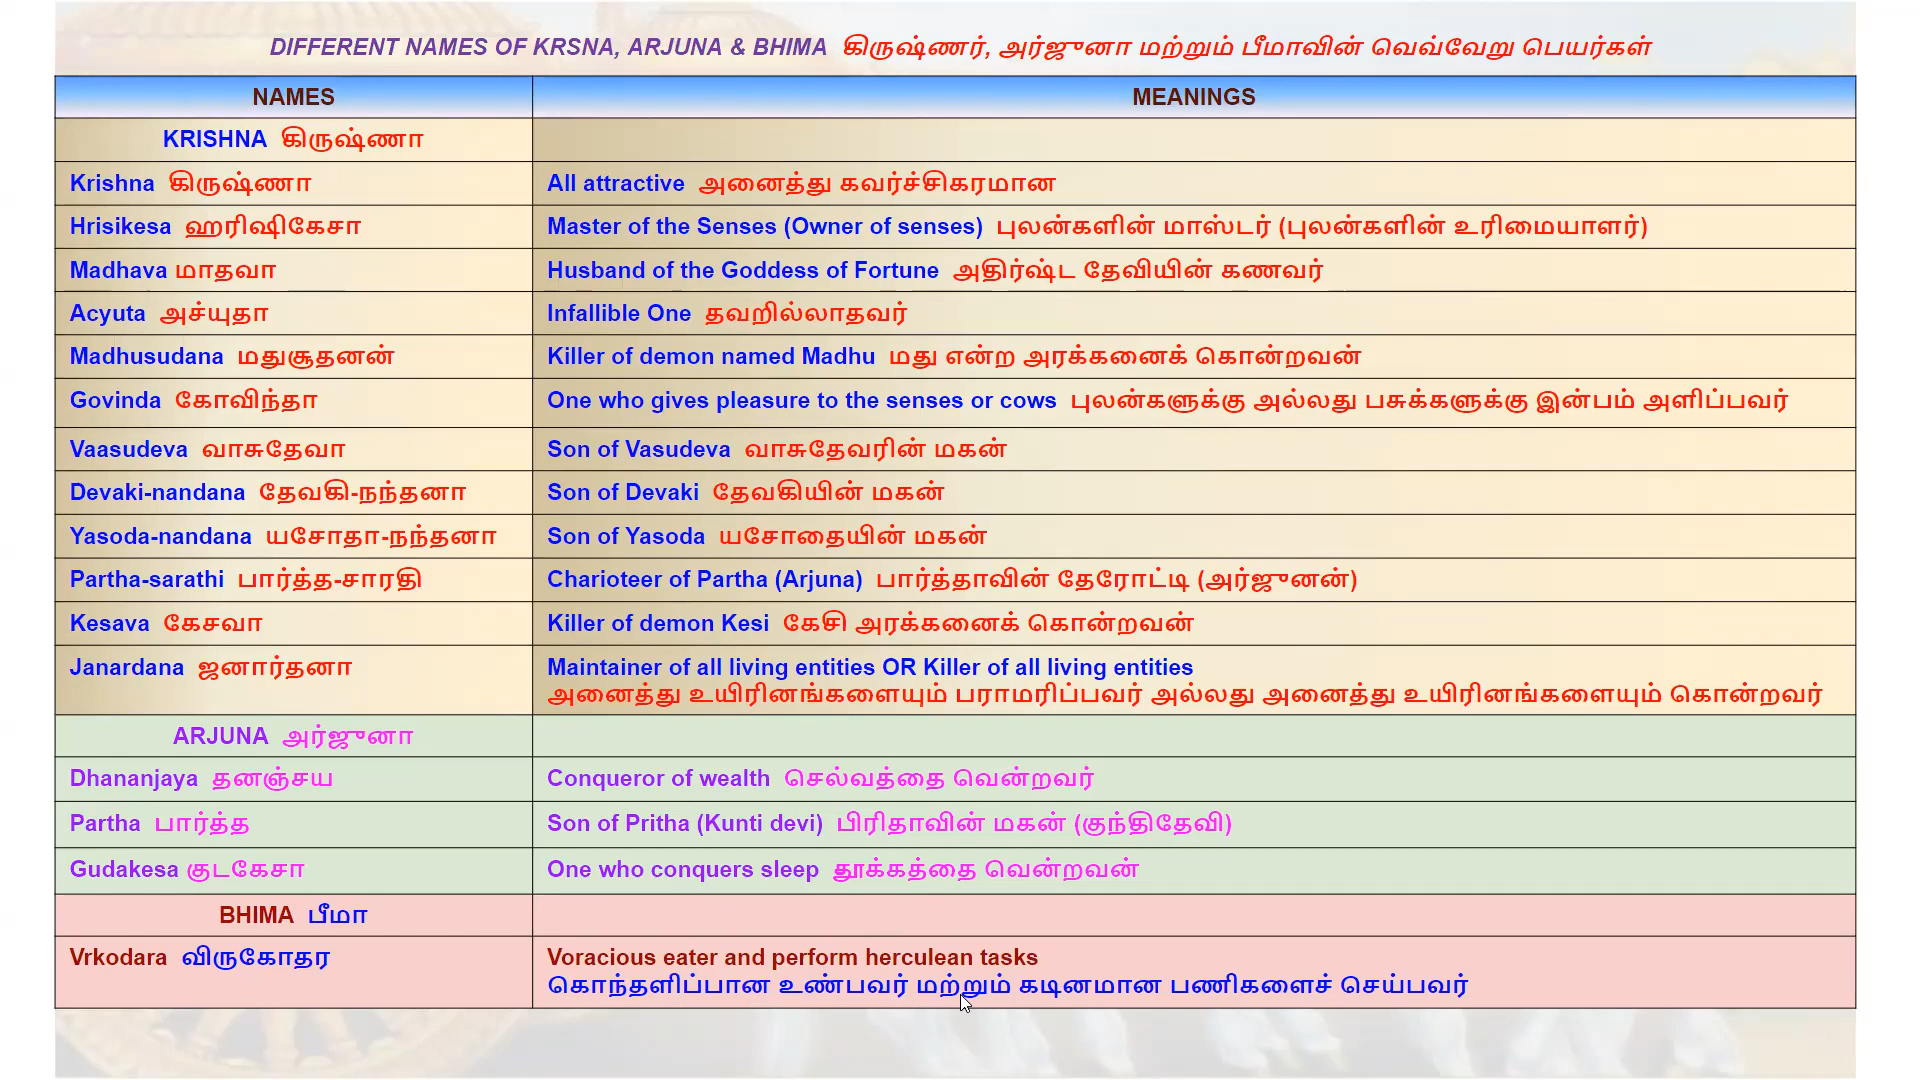 DIFFERENT NAMES OF KRSNA, ARJUNA & BHIMA கிருஷ்ணர், அர்ஜுனா மற்றும் பீமாவின் வெவ்வேறு பெயர்கள்
NAMES MEANINGS
KRISHNA கிருஷ்ணா
Krishna கிருஷ்ணா All attractive அனைத்து கவர்ச்சிகரமான
Hrisikesa ஹரிஷிகேசா Master of the Senses (Owner of senses) புலன்களின் மாஸ்டர் (புலன்களின் உரிமையாளர்)
Madhava மாதவா Husband of the Goddess of Fortune அதிர்ஷ்ட தேவியின் கணவர்
Acyuta அச்யுதா Infallible One தவறில்லாதவர்
Madhusudana மதுசூதனன் Killer of demon named Madhu மது என்ற அரக்கனைக் கொன்றவன்
Govinda கோவிந்தா One who gives pleasure to the senses or cows புலன்களுக்கு அல்லது பசுக்களுக்கு இன்பம் அளிப்பவர்
Vaasudeva வாசுதேவா Son of Vasudeva வாசுதேவரின் மகன்
Devaki-nandana தேவகி-நந்தனா Son of Devaki தேவகியின் மகன்
Yasoda-nandana யசோதா-நந்தனா Son of Yasoda யசோதையின் மகன்
Partha-sarathi பார்த்த-சாரதி Charioteer of Partha (Arjuna) பார்த்தாவின் தேரோட்டி (அர்ஜுனன்)
Kesava கேசவா Killer of demon Kesi கேசி அரக்கனைக் கொன்றவன்
Janardana ஜனார்தனா Maintainer of all living entities OR Killer of all living entities
அனைத்து உயிரினங்களையும் பராமரிப்பவர் அல்லது அனைத்து உயிரினங்களையும் கொன்றவர்
ARJUNA அர்ஜுனா
Dhananjaya தனஞ்சய Conqueror of wealth செல்வத்தை வென்றவர்
Partha பார்த்த Son of Pritha (Kunti devi) பிரிதாவின் மகன் (குந்திதேவி)
Gudakesa குடகேசா One who conquers sleep தூக்கத்தை வென்றவன்
BHIMA பீமா
Vrkodara விருகோதர Voracious eater and perform herculean tasks
கொந்தளிப்பான உண்பவர் மற்றும் கடினமான பணிகளைச் செய்பவர்